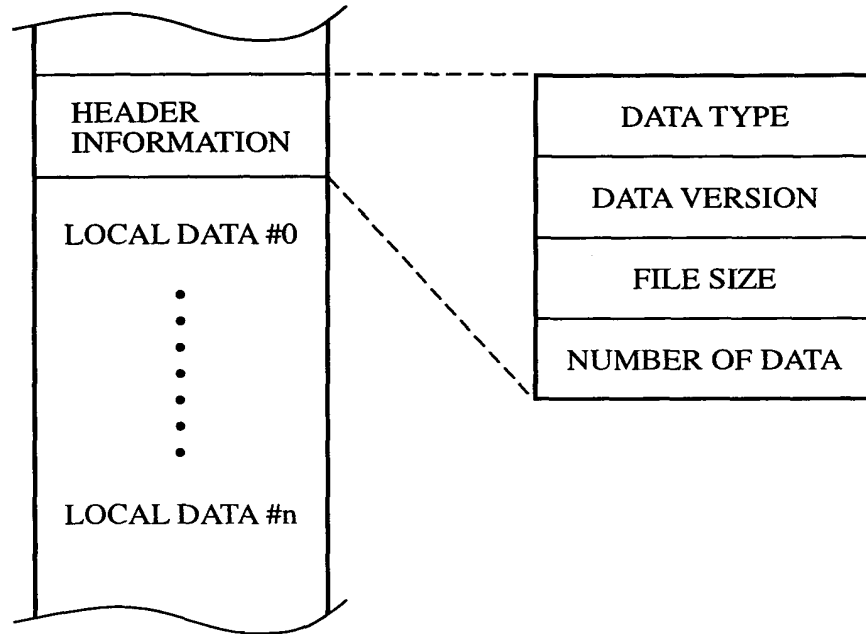 HEADER
INFORMATION
LOCAL DATA #0
LOCAL DATA #n
DATA TYPE
DATA VERSION
FILE SIZE
NUMBER OF DATA